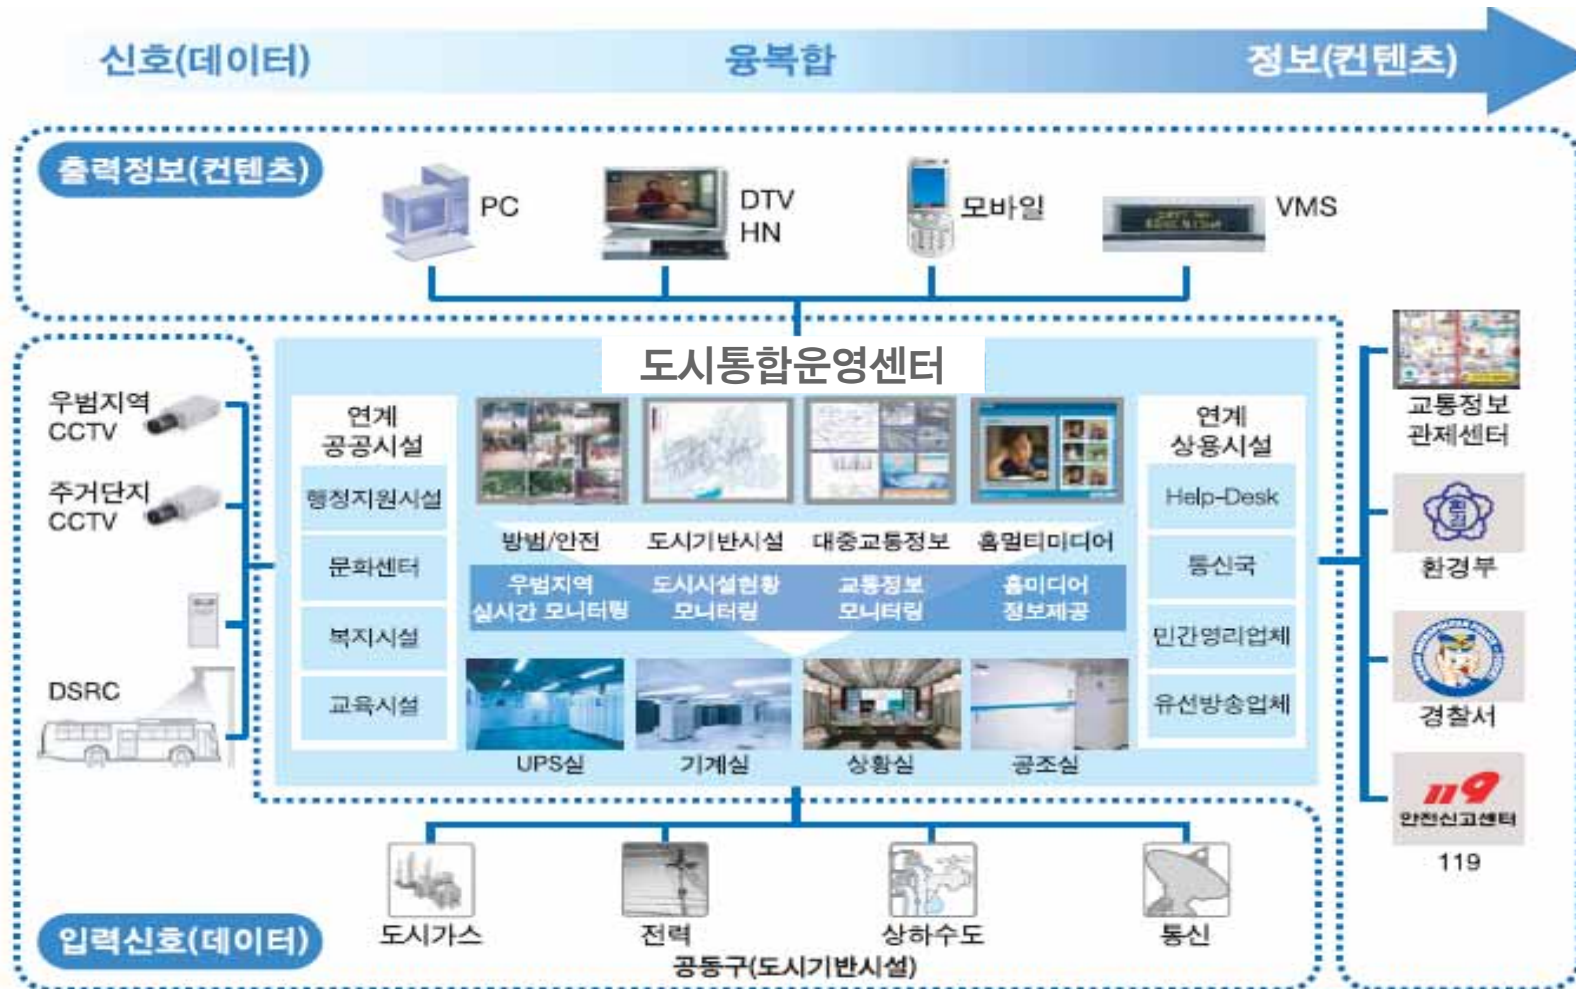 신호(데이터)
융복합
정보(컨텐츠)
출력정보(컨텐츠)
PC
DTV
HN
모바일
VMS
도시통합운영센터
우범지역
CCTV
주거단지
CCTV
DSRC
연계
공공시설
행정지원시설
문화센터
복지시설
교육시설
방범/안전
도시기반시설
대중교통정보
홈멀티미디어
우범지역
실시간 모니터링
도시시설현황
모니터링
교통정보
모니터링
홈미디어
정보제공
UPS실
기계실
상황실
공조실
연계
상용시설
Help-Desk
통신국
민간영리업체
유선방송업체
교통정보
관제센터
환경
환경부
경찰서
119
안전신고센터
119
입력신호(데이터)
도시가스
전력
상하수도
통신
공동구(도시기반시설)